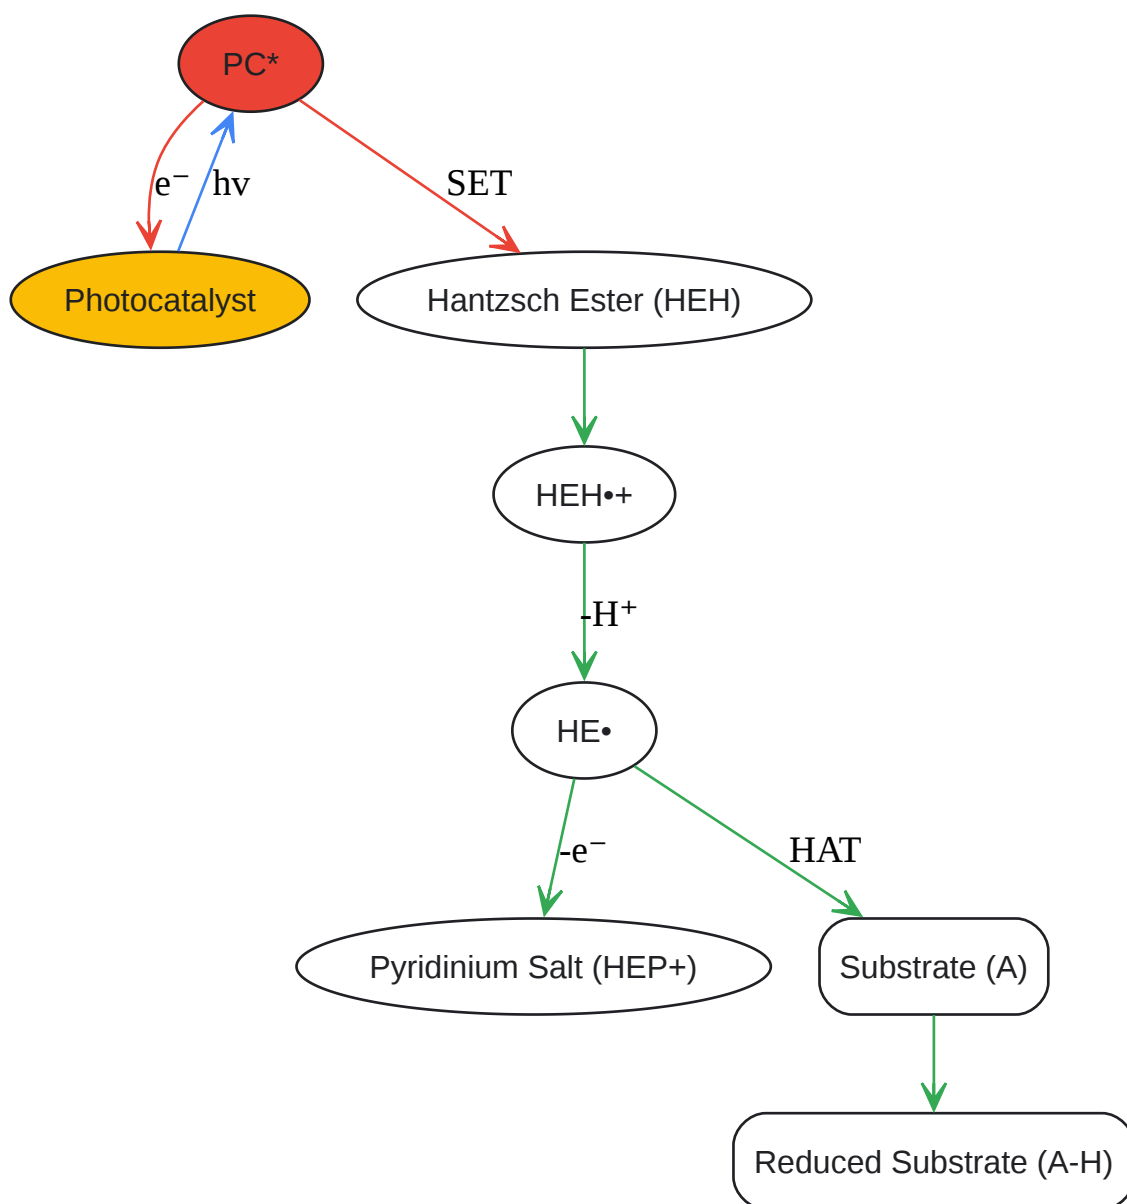 PC*
e⁻
hv
SET
Photocatalyst
Hantzsch Ester (HEH)
HEH•+
-H⁺
HE•
-e⁻
HAT
Pyridinium Salt (HEP+)
Substrate (A)
Reduced Substrate (A-H)